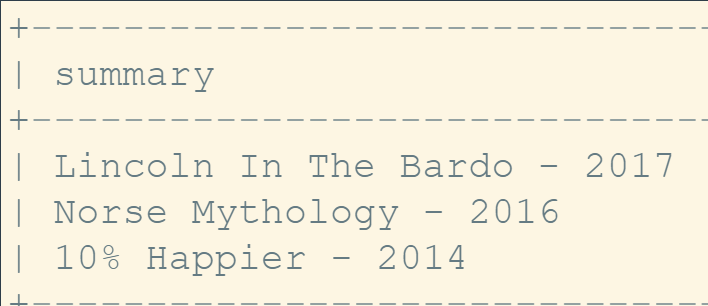 +------------------------------
| summary
+------------------------------
| Lincoln In The Bardo - 2017
| Norse Mythology - 2016
| 10% Happier - 2014
+------------------------------